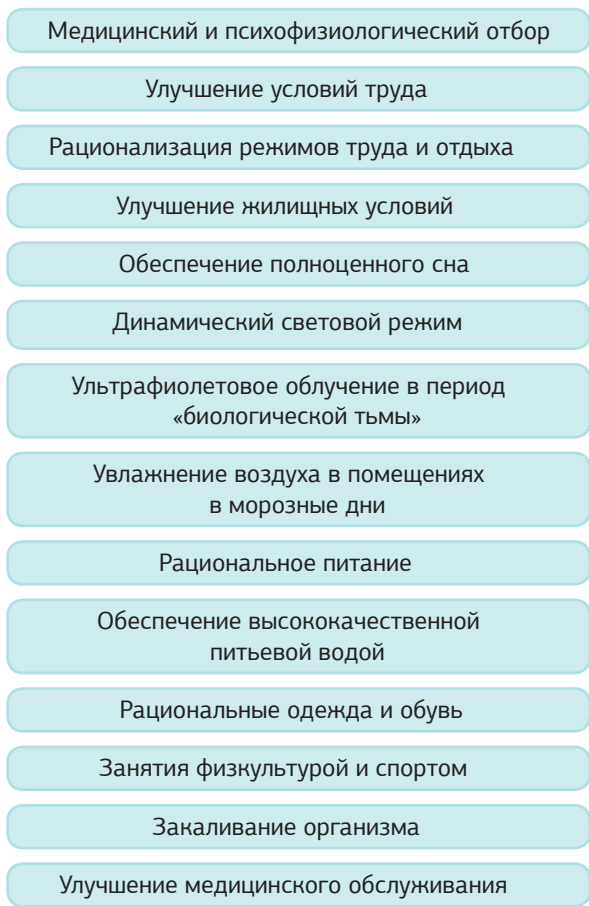 Медицинский и психофизиологический отбор
Улучшение условий труда
Рационализация режимов труда и отдыха
Улучшение жилищных условий
Обеспечение полноценного сна
Динамический световой режим
Ультрафиолетовое облучение в период
«биологической тьмы»
Увлажнение воздуха в помещениях
в морозные дни
Рациональное питание
Обеспечение высококачественной
питьевой водой
Рациональные одежда и обувь
Занятия физкультурой и спортом
Закаливание организма
Улучшение медицинского обслуживания